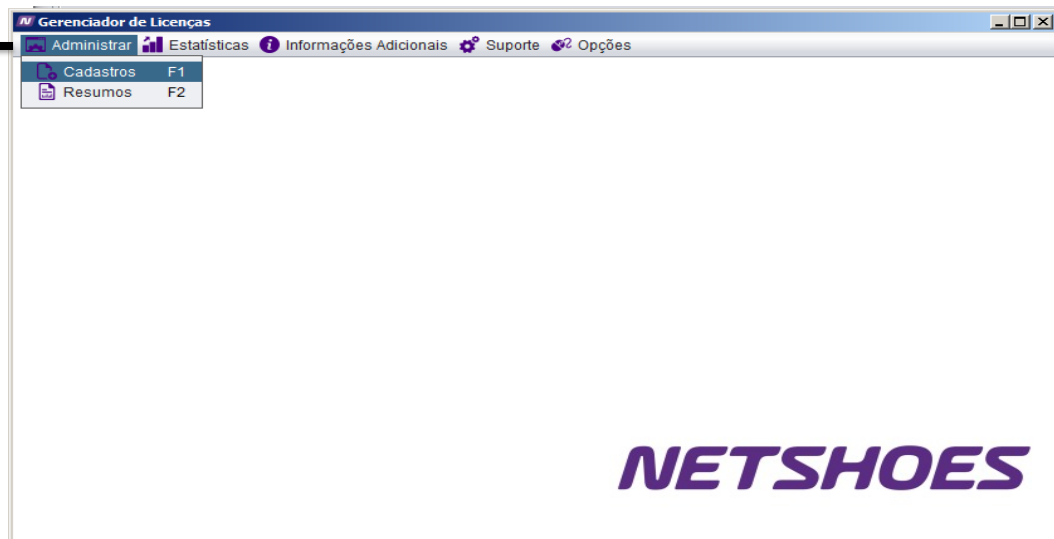 Gerenciador de Licenças
Administrar Estatísticas Informações Adicionais Suporte Opções
Cadastros F1
Resumos F2
NETSHOES